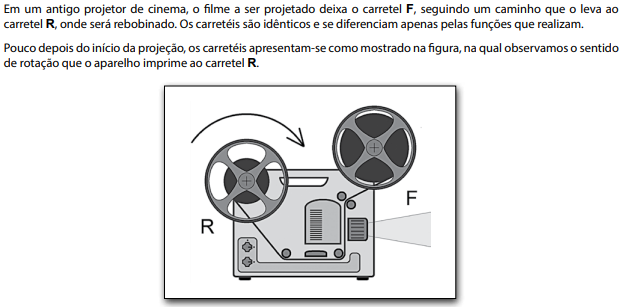 Em um antigo projetor de cinema, o filme a ser projetado deixa o carretel F, seguindo um caminho que o leva ao
carretel R, onde será rebobinado. Os carretéis são idênticos e se diferenciam apenas pelas funções que realizam.
Pouco depois do início da projeção, os carretéis apresentam-se como mostrado na figura, na qual observamos o sentido
de rotação que o aparelho imprime ao carretel R.
F
R